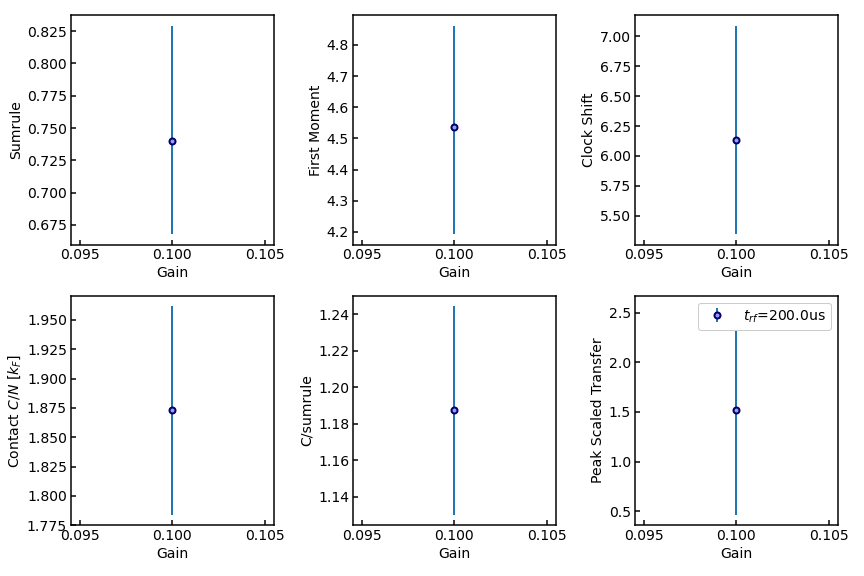 Sumrule
0.825
0.800
0.775
0.750
0.725
0.700
0.675
0.095 0.100 0.105
Gain
First Moment
4.8
4.7
4.6
4.5
4.4
4.3
4.2
0.095 0.100 0.105
Gain
Clock Shift
7.00
6.75
6.50
6.25
6.00
5.75
5.50
0.095 0.100 0.105
Gain
Contact C/N [k_F]
1.950
1.925
1.900
1.875
1.850
1.825
1.800
1.775
0.095 0.100 0.105
Gain
C/sumrule
1.24
1.22
1.20
1.18
1.16
1.14
0.095 0.100 0.105
Gain
Peak Scaled Transfer
2.5
2.0
1.5
1.0
0.5
t_rf=200.0us
0.095 0.100 0.105
Gain